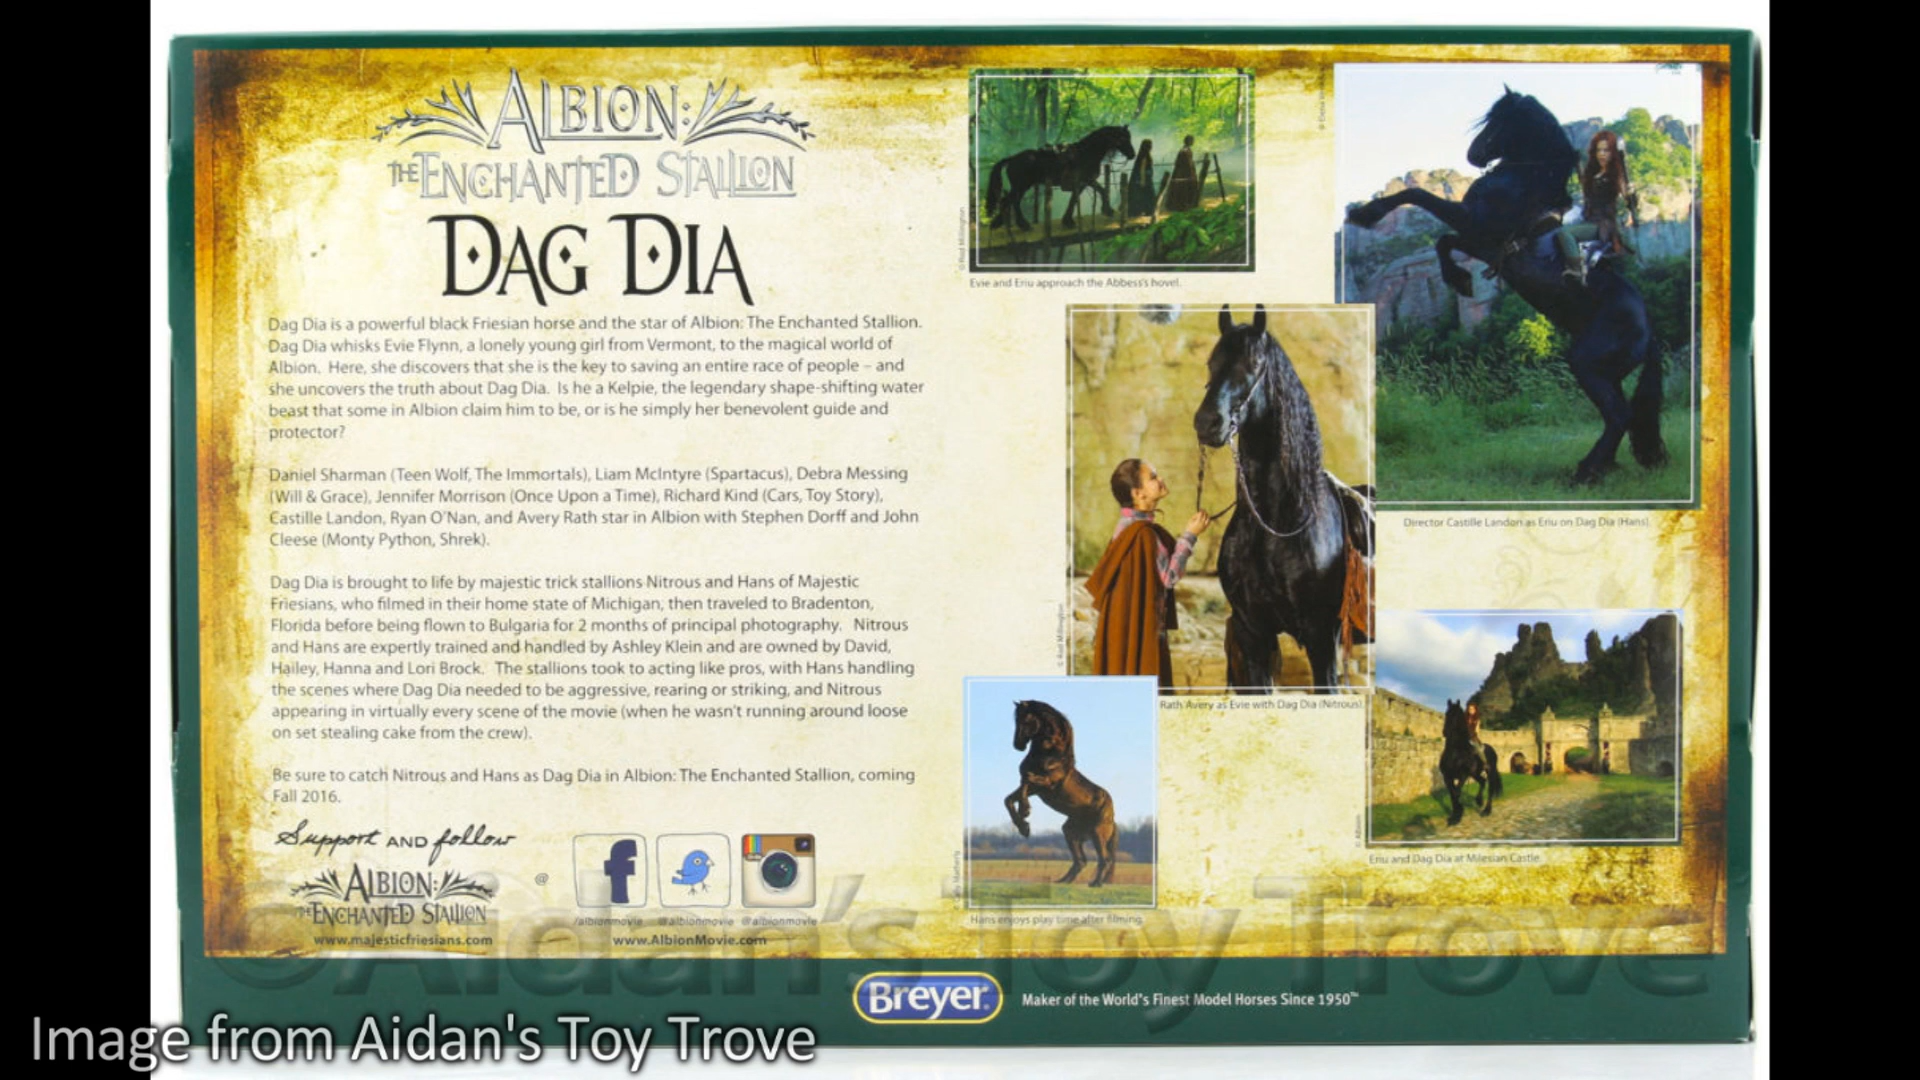 ALBION:
THE ENCHANTED STALLION
DAG DIA
Dag Dia is a powerful black Friesian horse and the star of Albion: The Enchanted Stallion.
Dag Dia whisks Evie Flynn, a lonely young girl from Vermont, to the magical world of
Albion. Here, she discovers that she is the key to saving an entire race of people – and
she uncovers the truth about Dag Dia. Is he a Kelpie, the legendary shape-shifting water
beast that some in Albion claim him to be, or is he simply her benevolent guide and
protector?
Daniel Sharman (Teen Wolf, The Immortals), Liam McIntyre (Spartacus), Debra Messing
(Will & Grace), Jennifer Morrison (Once Upon a Time), Richard Kind (Cars, Toy Story),
Castille Landon, Ryan O'Nan, and Avery Rath star in Albion with Stephen Dorff and John
Cleese (Monty Python, Shrek).
Dag Dia is brought to life by majestic trick stallions Nitrous and Hans of Majestic
Friesians, who filmed in their home state of Michigan, then traveled to Bradenton,
Florida before being flown to Bulgaria for 2 months of principal photography. Nitrous
and Hans are expertly trained and handled by Ashley Klein and are owned by David,
Hailey, Hanna and Lori Brock. The stallions took to acting like pros, with Hans handling
the scenes where Dag Dia needed to be aggressive, rearing or striking, and Nitrous
appearing in virtually every scene of the movie (when he wasn't running around loose
on set stealing cake from the crew).
Be sure to catch Nitrous and Hans as Dag Dia in Albion: The Enchanted Stallion, coming
Fall 2016.
Support AND follow
ALBION:
THE ENCHANTED STALLION
www.majesticfriesians.com
@
/albionmovie @albionmovie @albionmovie
www.AlbionMovie.com
© Rod Millington
Evie and Eriu approach the Abbess's hovel.
Director Castille Landon as Eriu on Dag Dia (Hans).
© Rod Millington
Rath Avery as Evie with Dag Dia (Nitrous).
© Albion
Eriu and Dag Dia at Milesian Castle.
Hans enjoys play time after filming.
©Aidan's Toy Trove
Breyer®
Maker of the World's Finest Model Horses Since 1950™
Image from Aidan's Toy Trove